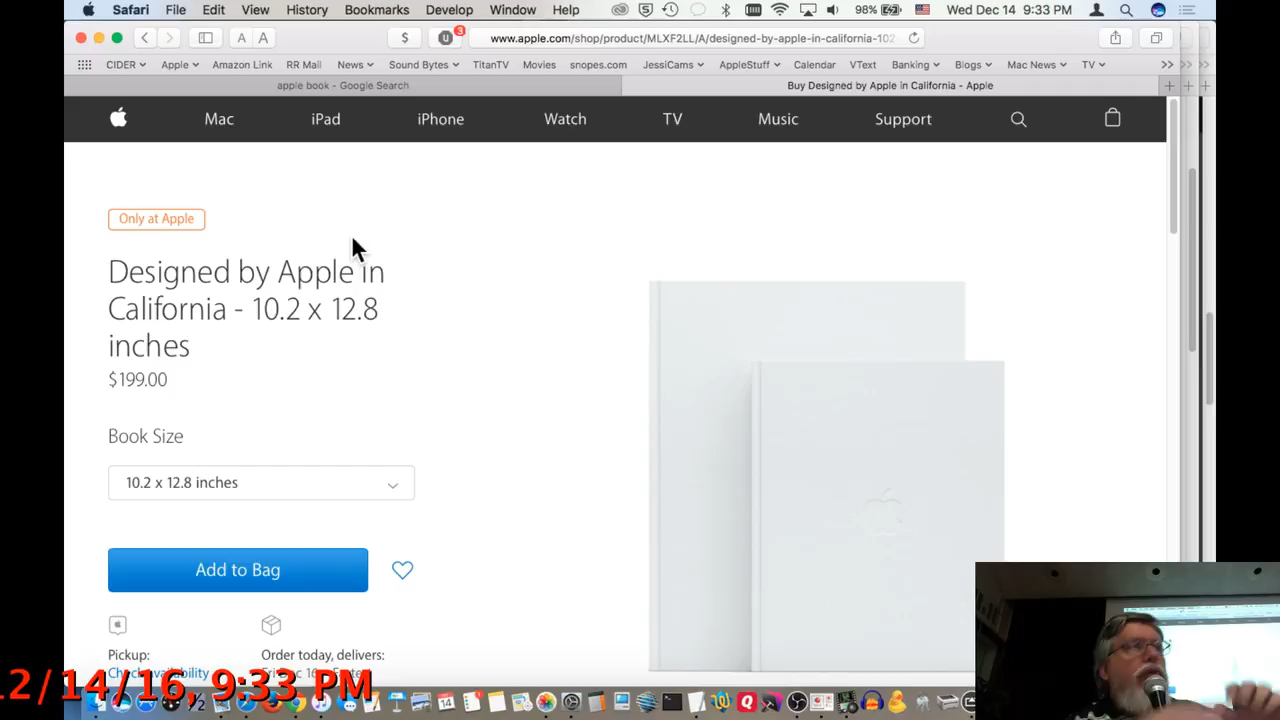 Safari File Edit View History Bookmarks Develop Window Help 98% Wed Dec 14 9:33 PM
A A $ U 3 www.apple.com/shop/product/MLXF2LL/A/designed-by-apple-in-california-102
CIDER Apple Amazon Link RR Mail News Sound Bytes TitanTV Movies snopes.com JessiCams AppleStuff Calendar VText Banking Blogs Mac News TV >>
apple book - Google Search Buy Designed by Apple in California - Apple
Mac iPad iPhone Watch TV Music Support
Only at Apple
Designed by Apple in
California - 10.2 x 12.8
inches
$199.00
Book Size
10.2 x 12.8 inches
Add to Bag
Pickup: Order today, delivers:
Check availability
12/14/16, 9:33 PM